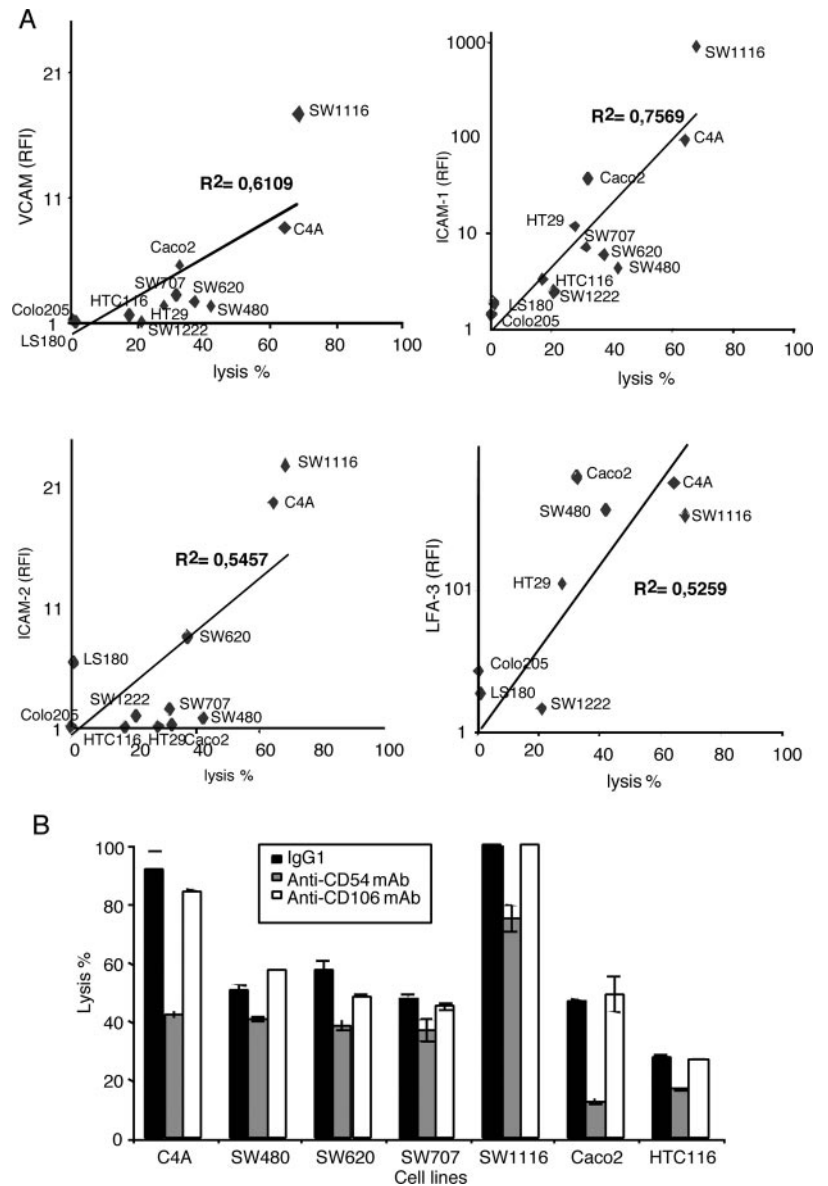 A
VCAM (RFI)
21
11
1
SW1116
R2= 0,6109
C4A
Caco2
SW707
SW620
HTC116
HT29
SW480
Colo205
SW1222
LS180
0 20 40 60 80 100
lysis %
ICAM-1 (RFI)
1000
100
10
1
SW1116
R2= 0,7569
C4A
Caco2
HT29
SW707
SW620
SW480
HTC116
SW1222
LS180
Colo205
0 20 40 60 80 100
lysis %
ICAM-2 (RFI)
21
11
1
SW1116
C4A
R2= 0,5457
SW620
LS180
SW1222
SW707
Colo205
SW480
HTC116
HT29
Caco2
0 20 40 60 80 100
lysis %
LFA-3 (RFI)
101
1
Caco2
C4A
SW480
SW1116
HT29
R2= 0,5259
Colo205
LS180
SW1222
0 20 40 60 80 100
lysis %
B
Lysis %
100
80
60
40
20
0
IgG1
Anti-CD54 mAb
Anti-CD106 mAb
C4A SW480 SW620 SW707 SW1116 Caco2 HTC116
Cell lines